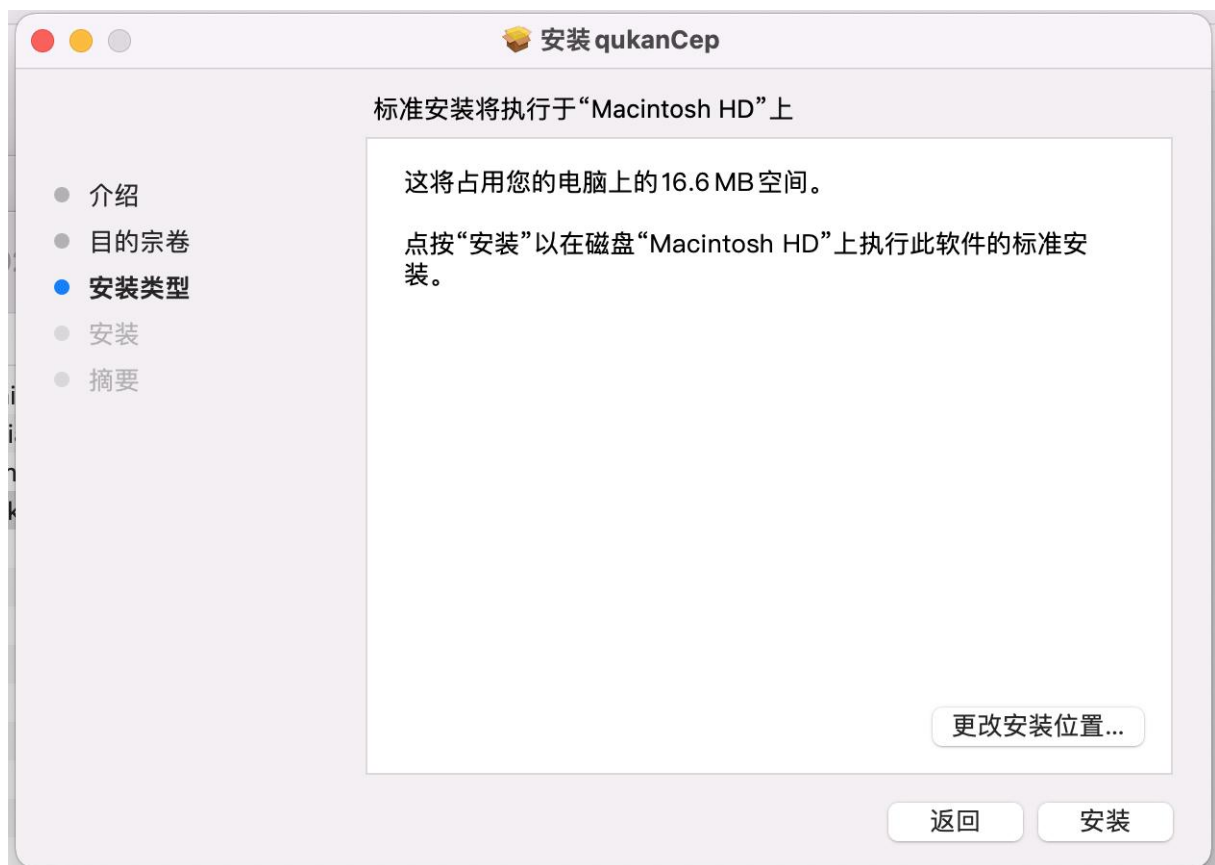 安装 qukanCep
标准安装将执行于“Macintosh HD”上
介绍
目的宗卷
安装类型
安装
摘要
这将占用您的电脑上的16.6 MB 空间。
点按“安装”以在磁盘“Macintosh HD”上执行此软件的标准安
装。
更改安装位置...
返回
安装